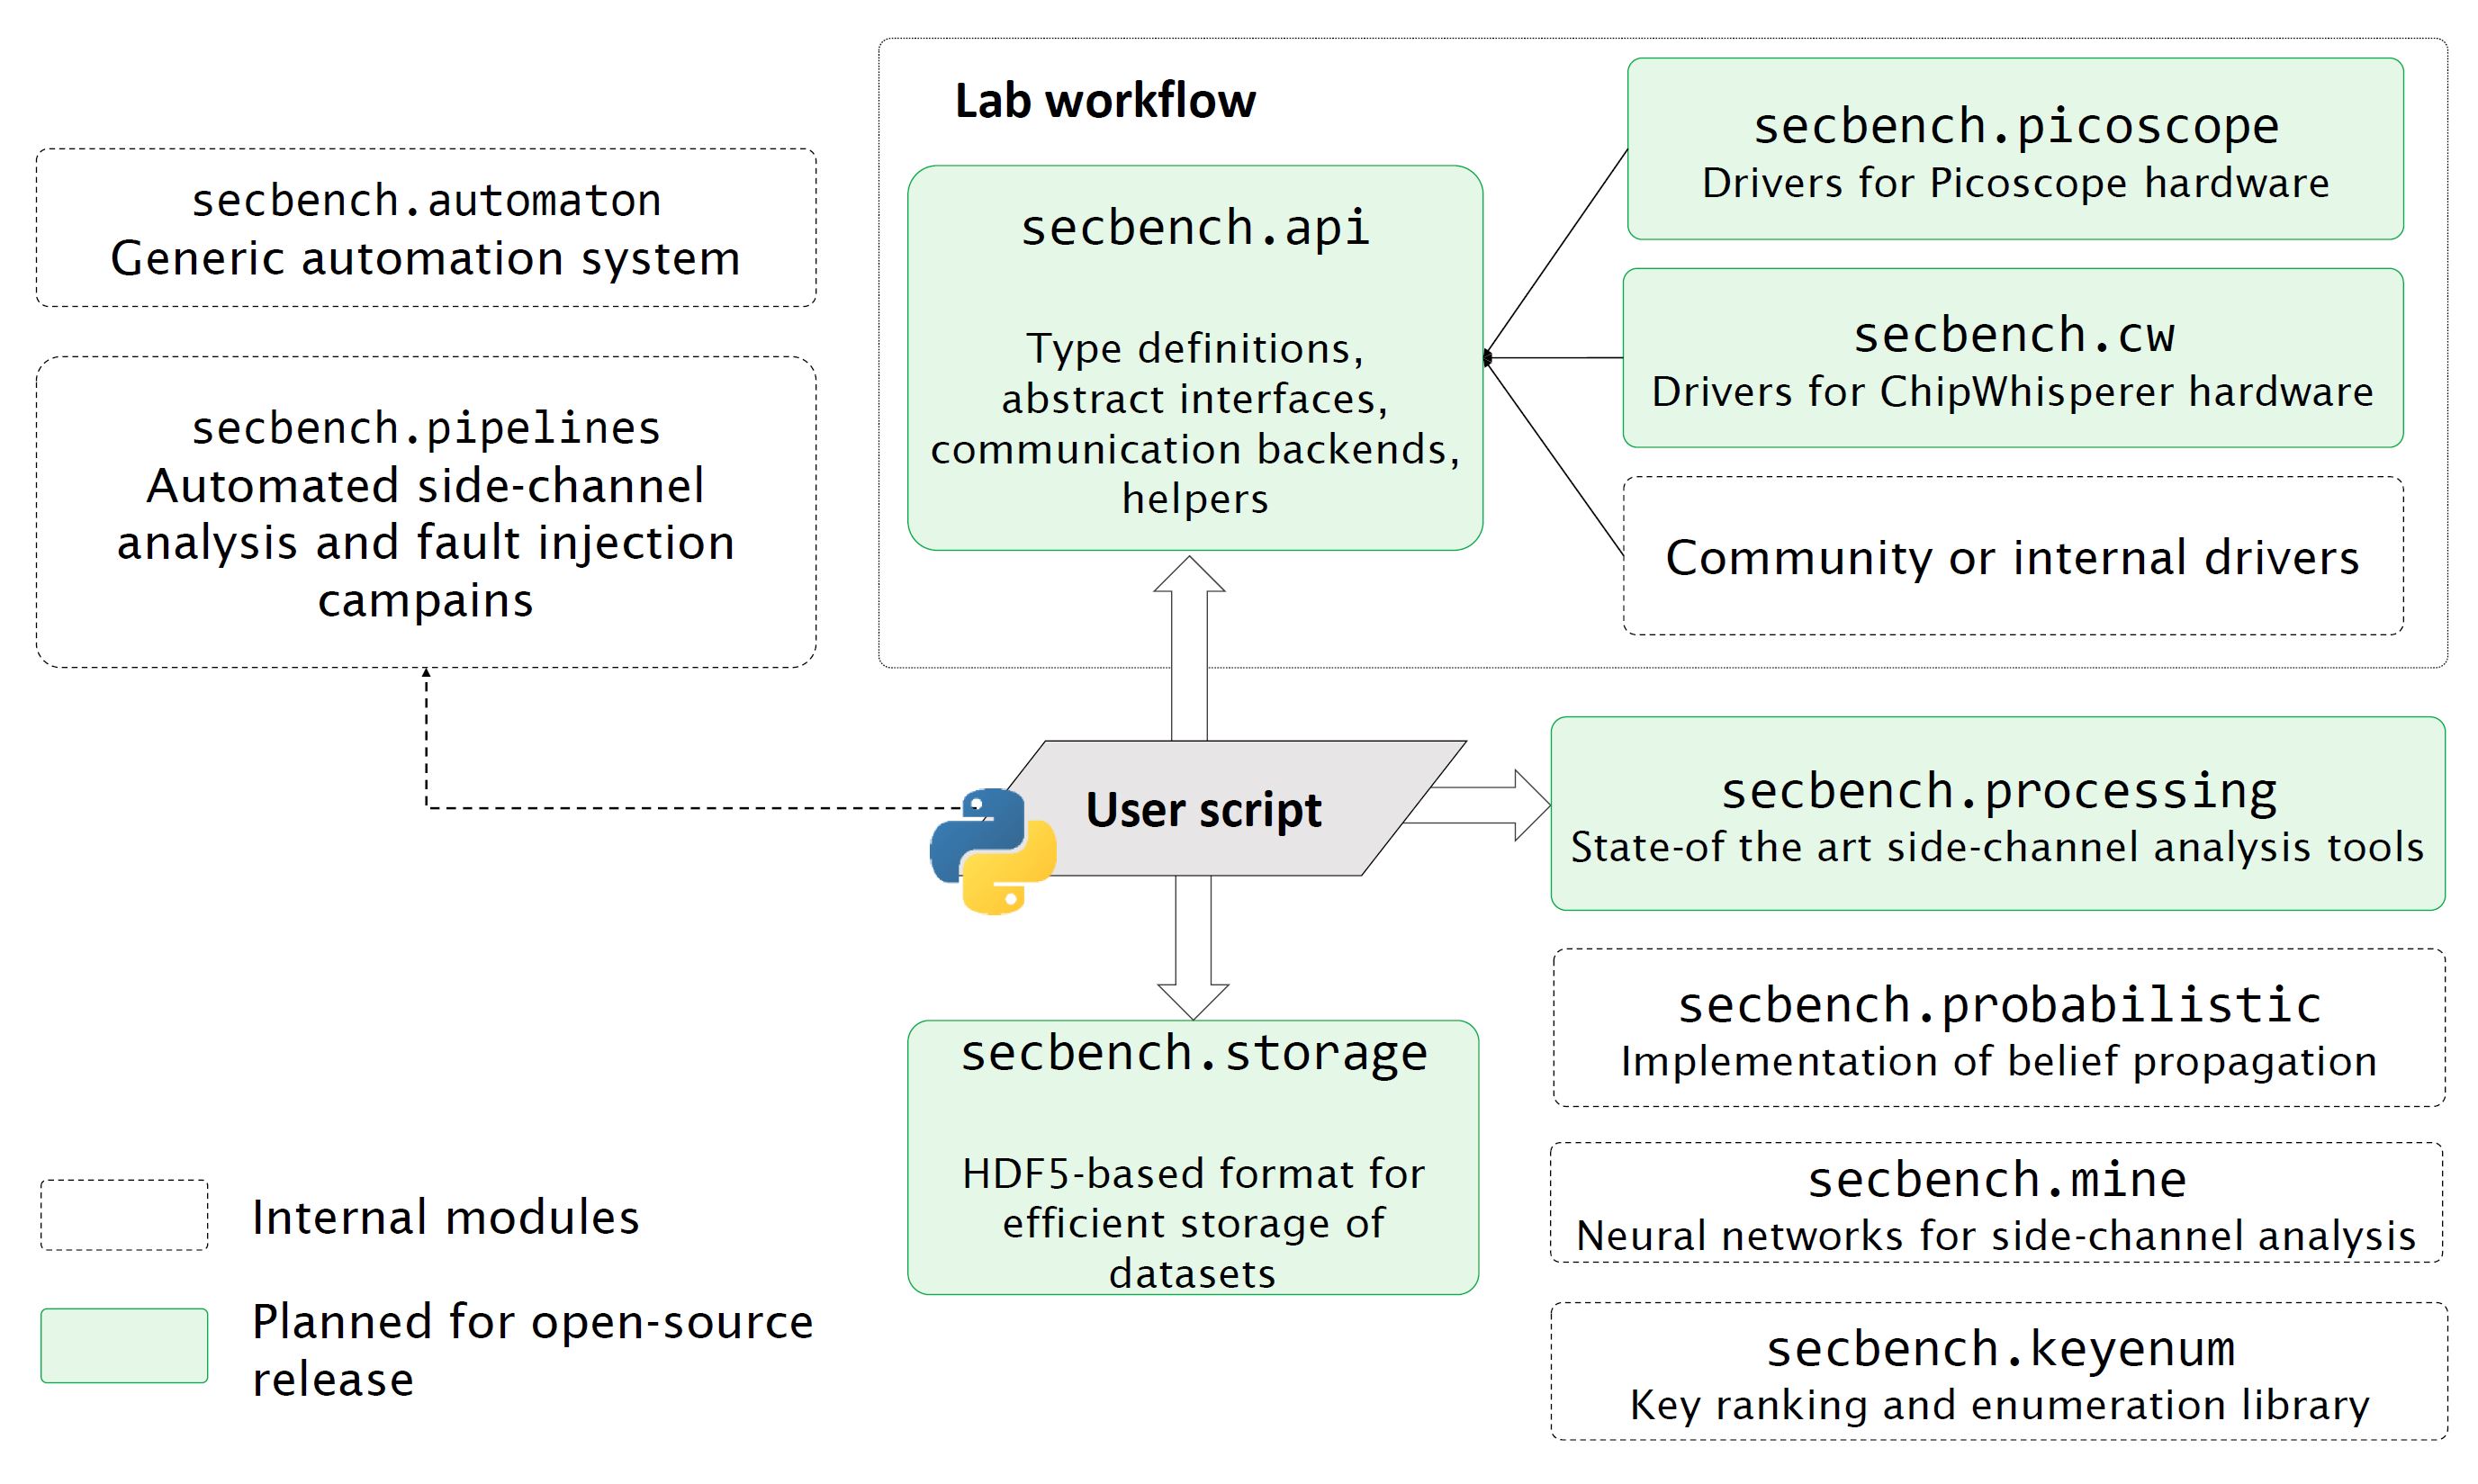 Lab workflow
secbench.automaton
Generic automation system
secbench.pipelines
Automated side-channel
analysis and fault injection
campains
secbench.api
Type definitions,
abstract interfaces,
communication backends,
helpers
secbench.picoscope
Drivers for Picoscope hardware
secbench.cw
Drivers for ChipWhisperer hardware
Community or internal drivers
User script
secbench.processing
State-of the art side-channel analysis tools
secbench.probabilistic
Implementation of belief propagation
secbench.mine
Neural networks for side-channel analysis
secbench.keyenum
Key ranking and enumeration library
secbench.storage
HDF5-based format for
efficient storage of
datasets
Internal modules
Planned for open-source
release